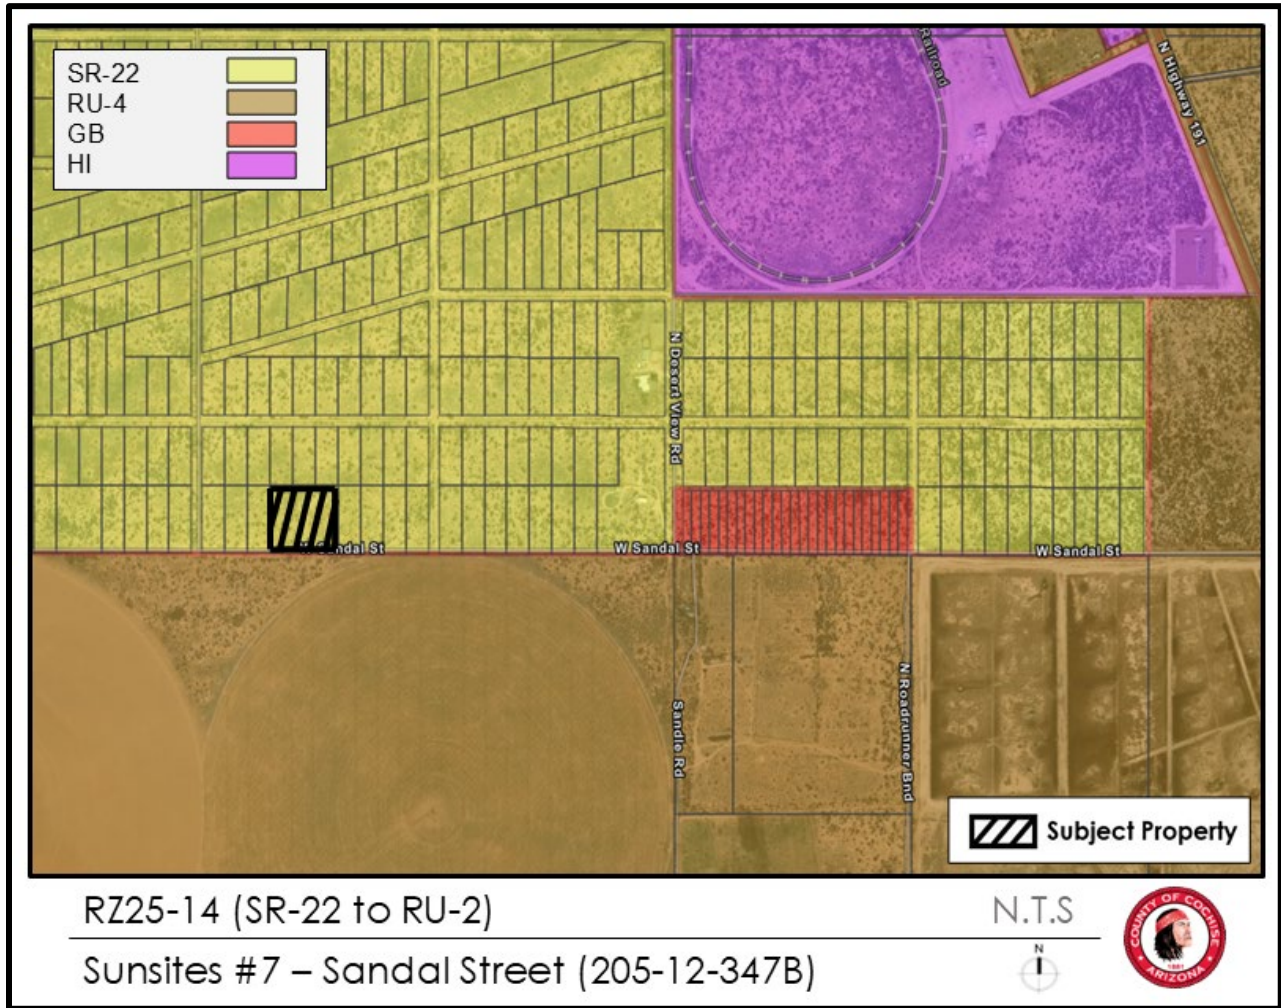 SR-22
RU-4
GB
HI
Railroad
N Highway 191
N Desert View Rd
W Sandal St
W Sandal St
W Sandal St
Sandle Rd
N Roadrunner Bnd
Subject Property
RZ25-14 (SR-22 to RU-2)
N.T.S
Sunsites #7 – Sandal Street (205-12-347B)
N
COUNTY OF COCHISE
1881
ARIZONA